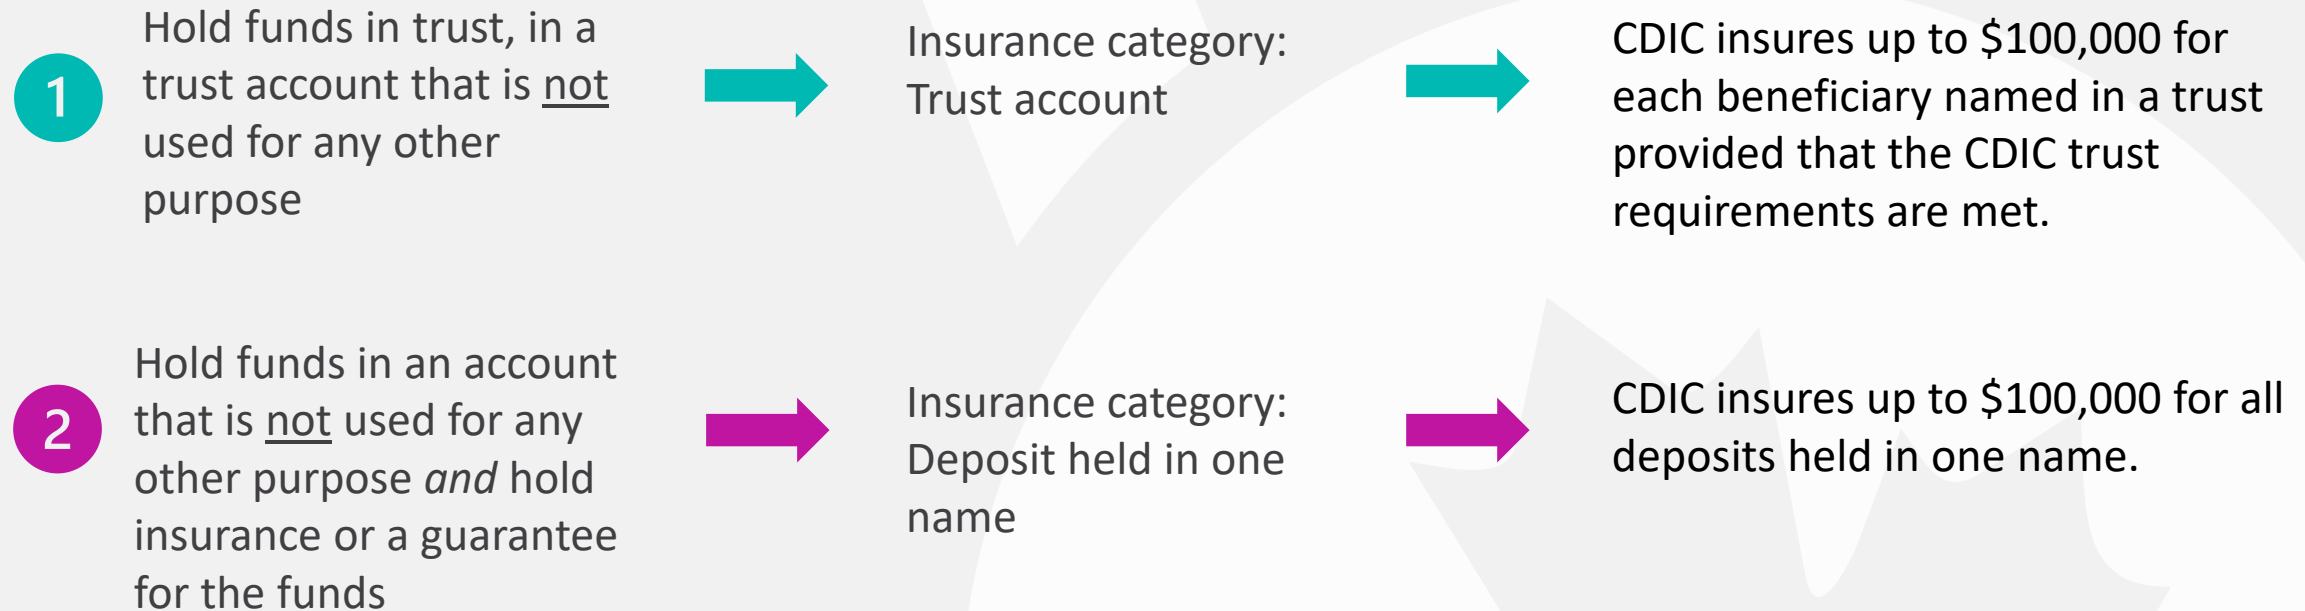 1
Hold funds in trust, in a
trust account that is not
used for any other
purpose
Insurance category:
Trust account
CDIC insures up to $100,000 for
each beneficiary named in a trust
provided that the CDIC trust
requirements are met.
2
Hold funds in an account
that is not used for any
other purpose and hold
insurance or a guarantee
for the funds
Insurance category:
Deposit held in one
name
CDIC insures up to $100,000 for all
deposits held in one name.